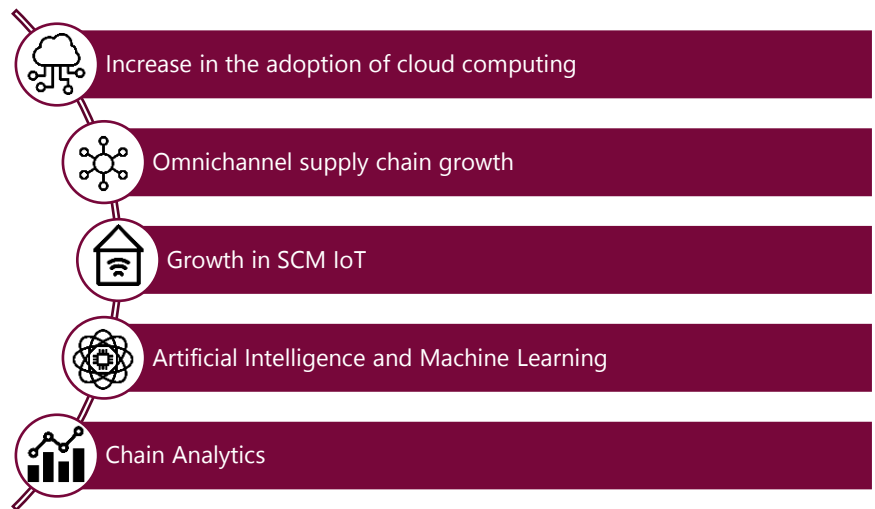 Increase in the adoption of cloud computing
Omnichannel supply chain growth
Growth in SCM IoT
Artificial Intelligence and Machine Learning
Chain Analytics